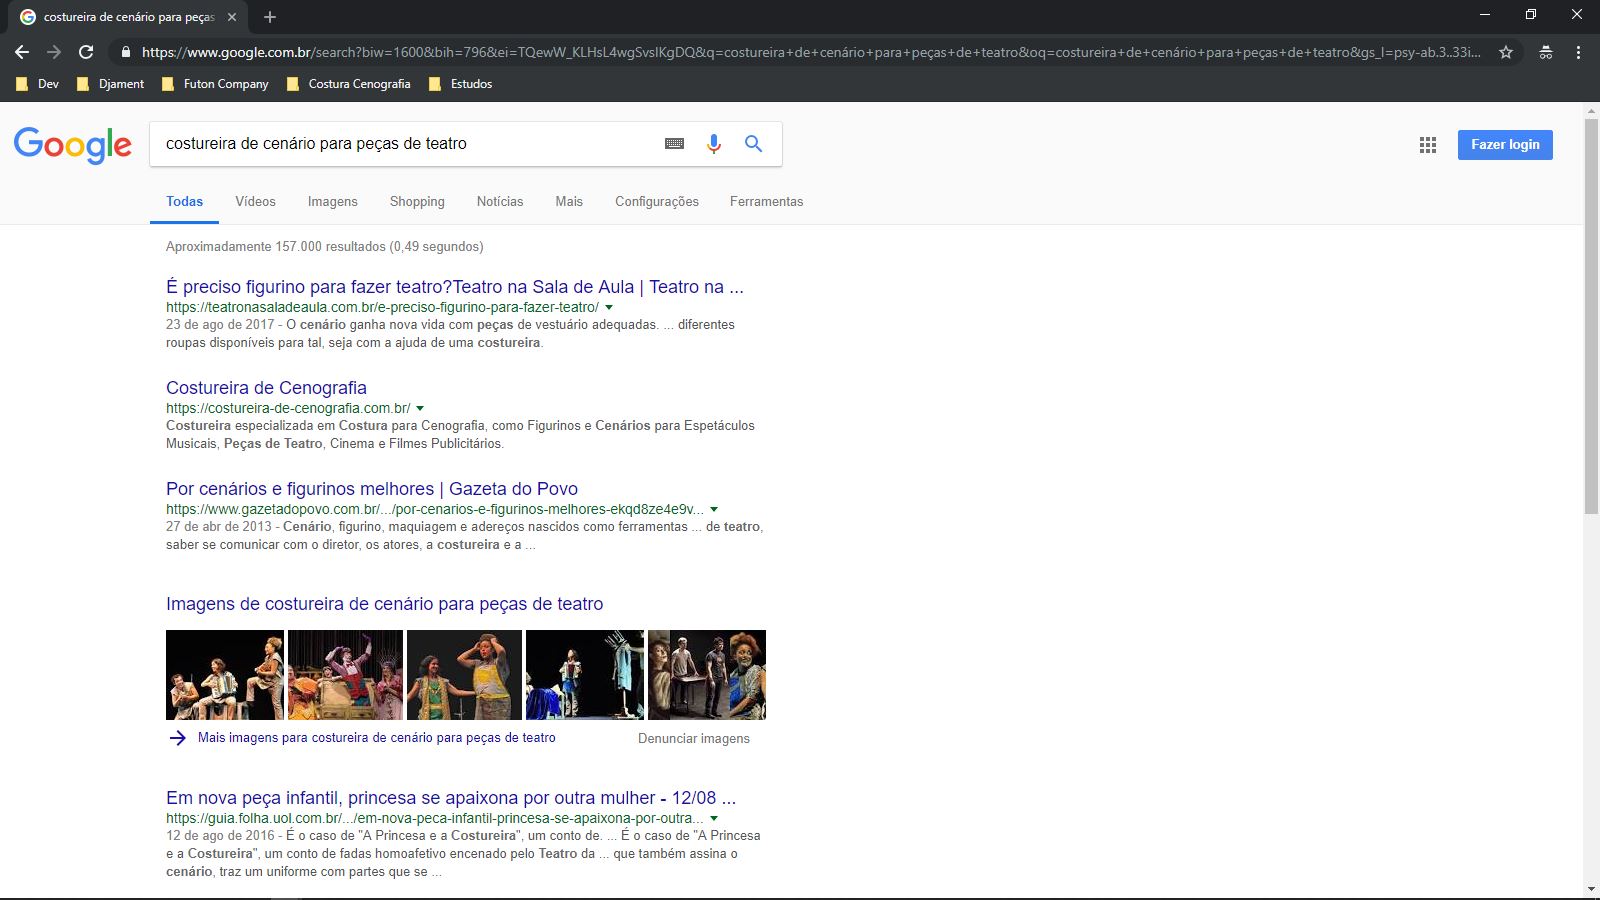 costureira de cenário para peças
https://www.google.com.br/search?biw=1600&bih=796&ei=TQewW_KLHsL4wgSvsIKgDQ&q=costureira+de+cenário+para+peças+de+teatro&oq=costureira+de+cenário+para+peças+de+teatro&gs_l=psy-ab.3..33i...
Dev Djament Futon Company Costura Cenografia Estudos
Google
costureira de cenário para peças de teatro
Fazer login
Todas Vídeos Imagens Shopping Notícias Mais Configurações Ferramentas
Aproximadamente 157.000 resultados (0,49 segundos)
É preciso figurino para fazer teatro?Teatro na Sala de Aula | Teatro na ...
https://teatronasaladeaula.com.br/e-preciso-figurino-para-fazer-teatro/
23 de ago de 2017 - O cenário ganha nova vida com peças de vestuário adequadas. ... diferentes
roupas disponíveis para tal, seja com a ajuda de uma costureira.
Costureira de Cenografia
https://costureira-de-cenografia.com.br/
Costureira especializada em Costura para Cenografia, como Figurinos e Cenários para Espetáculos
Musicais, Peças de Teatro, Cinema e Filmes Publicitários.
Por cenários e figurinos melhores | Gazeta do Povo
https://www.gazetadopovo.com.br/.../por-cenarios-e-figurinos-melhores-ekqd8ze4e9v...
27 de abr de 2013 - Cenário, figurino, maquiagem e adereços nascidos como ferramentas ... de teatro,
saber se comunicar com o diretor, os atores, a costureira e a ...
Imagens de costureira de cenário para peças de teatro
Mais imagens para costureira de cenário para peças de teatro
Denunciar imagens
Em nova peça infantil, princesa se apaixona por outra mulher - 12/08 ...
https://guia.folha.uol.com.br/.../em-nova-peca-infantil-princesa-se-apaixona-por-outra...
12 de ago de 2016 - É o caso de "A Princesa e a Costureira", um conto de. ... É o caso de "A Princesa
e a Costureira", um conto de fadas homoafetivo encenado pelo Teatro da ... que também assina o
cenário, traz um uniforme com partes que se ...